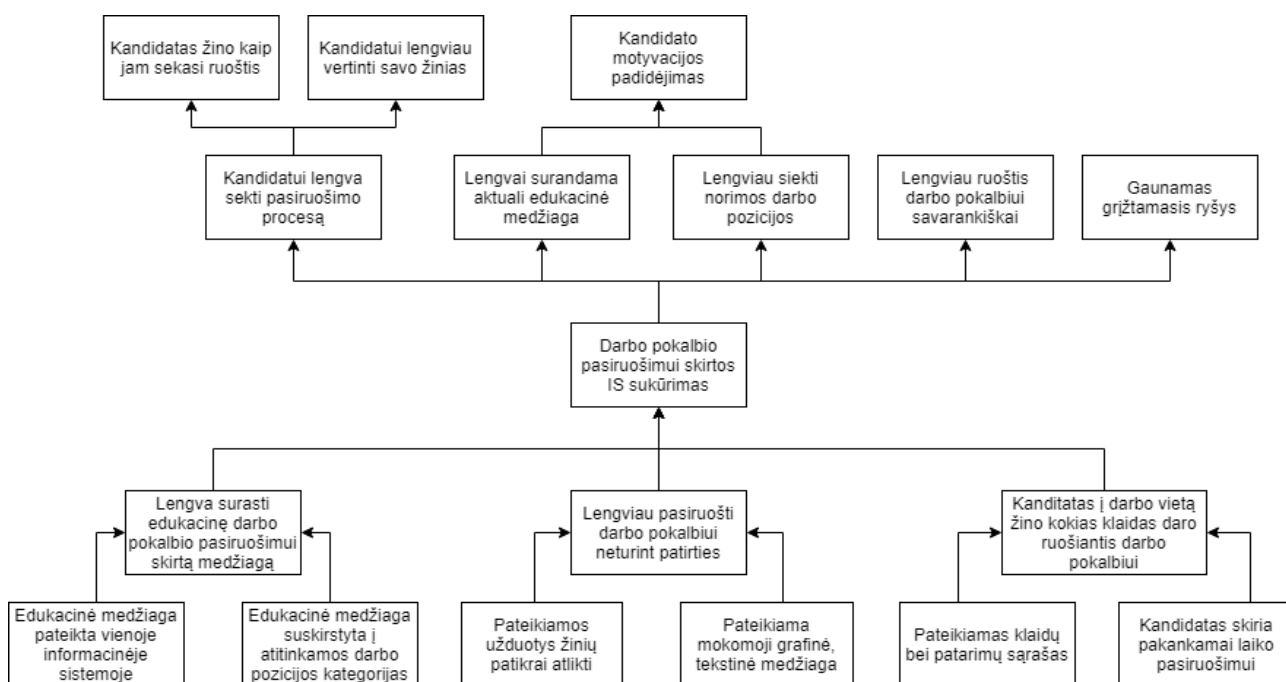 Kandidatas žino kaip
jam sekasi ruoštis
Kandidatui lengviau
vertinti savo žinias
Kandidato
motyvacijos
padidėjimas
Kandidatui lengva
sekti pasiruošimo
procesą
Lengvai surandama
aktuali edukacinė
medžiaga
Lengviau siekti
norimos darbo
pozicijos
Lengviau ruoštis
darbo pokalbiui
savarankiškai
Gaunamas
grįžtamasis ryšys
Darbo pokalbio
pasiruošimui skirtos
IS sukūrimas
Lengva surasti
edukacinę darbo
pokalbio pasiruošimui
skirtą medžiagą
Lengviau pasiruošti
darbo pokalbiui
neturint patirties
Kanditatas į darbo vietą
žino kokias klaidas daro
ruošiantis darbo
pokalbiui
Edukacinė medžiaga
pateikta vienoje
informacinėje
sistemoje
Edukacinė medžiaga
suskirstyta į
atitinkamos darbo
pozicijos kategorijas
Pateikiamos
užduotys žinių
patikrai atlikti
Pateikiama
mokomoji grafinė,
tekstinė medžiaga
Pateikiamas klaidų
bei patarimų sąrašas
Kandidatas skiria
pakankamai laiko
pasiruošimui